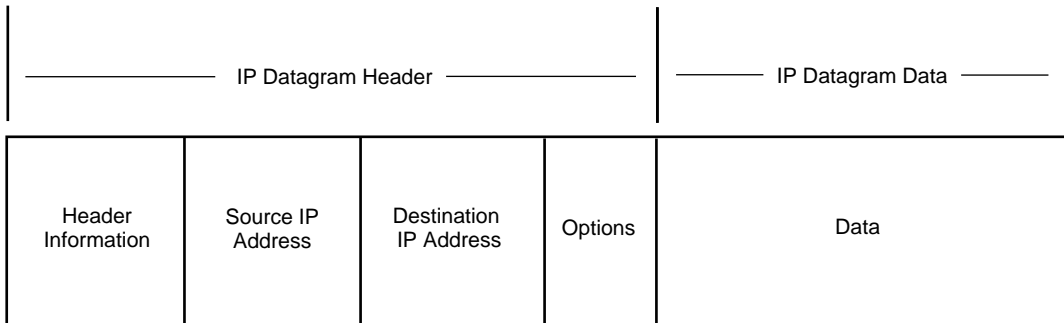 IP Datagram Header
IP Datagram Data
Header
Information
Source IP
Address
Destination
IP Address
Options
Data